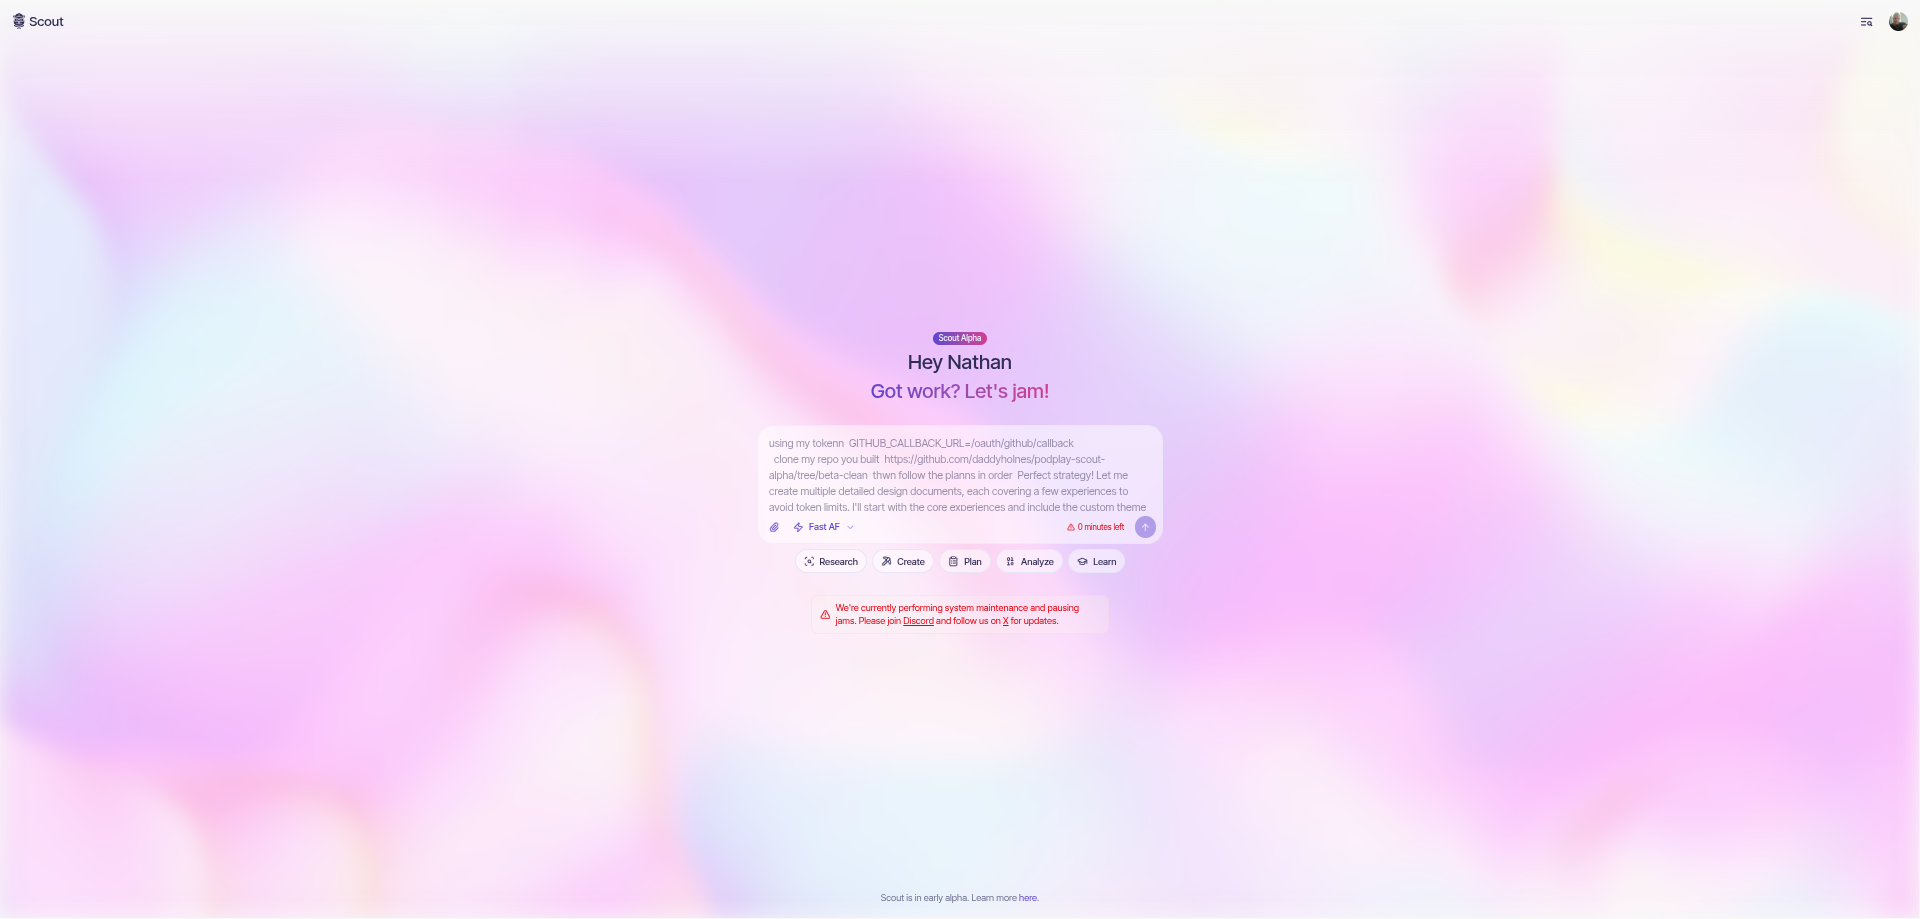 Scout
Scout Alpha
Hey Nathan
Got work? Let's jam!
using my tokenn  GITHUB_CALLBACK_URL=/oauth/github/callback
clone my repo you built  https://github.com/daddyholnes/podplay-scout-
alpha/tree/beta-clean  thwn follow the planns in order  Perfect strategy! Let me
create multiple detailed design documents, each covering a few experiences to
avoid token limits. I'll start with the core experiences and include the custom theme
Fast AF
0 minutes left
Research
Create
Plan
Analyze
Learn
We're currently performing system maintenance and pausing
jams. Please join Discord and follow us on X for updates.
Scout is in early alpha. Learn more here.